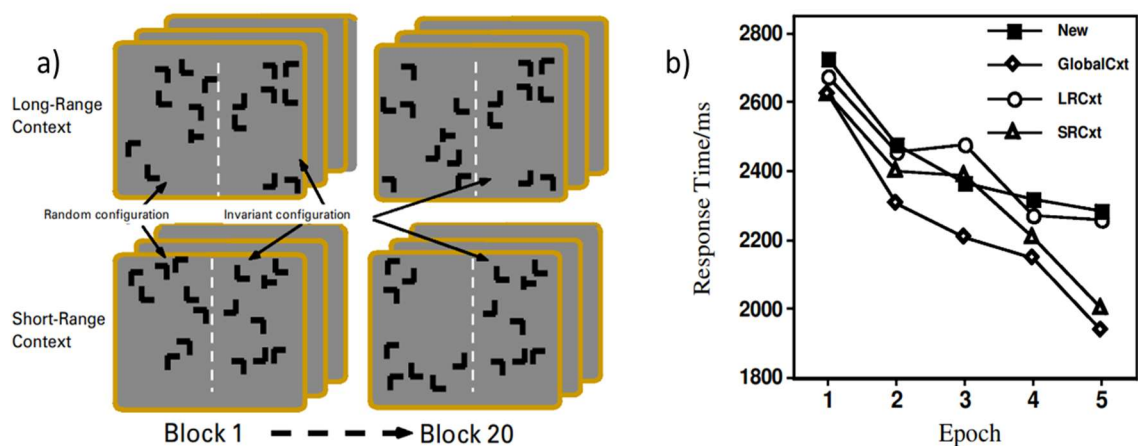 a)
Long-Range
Context
Random configuration
Invariant configuration
Short-Range
Context
Block 1
Block 20
b)
New
GlobalCxt
LRCxt
SRCxt
Response Time/ms
2800
2600
2400
2200
2000
1800
1 2 3 4 5
Epoch